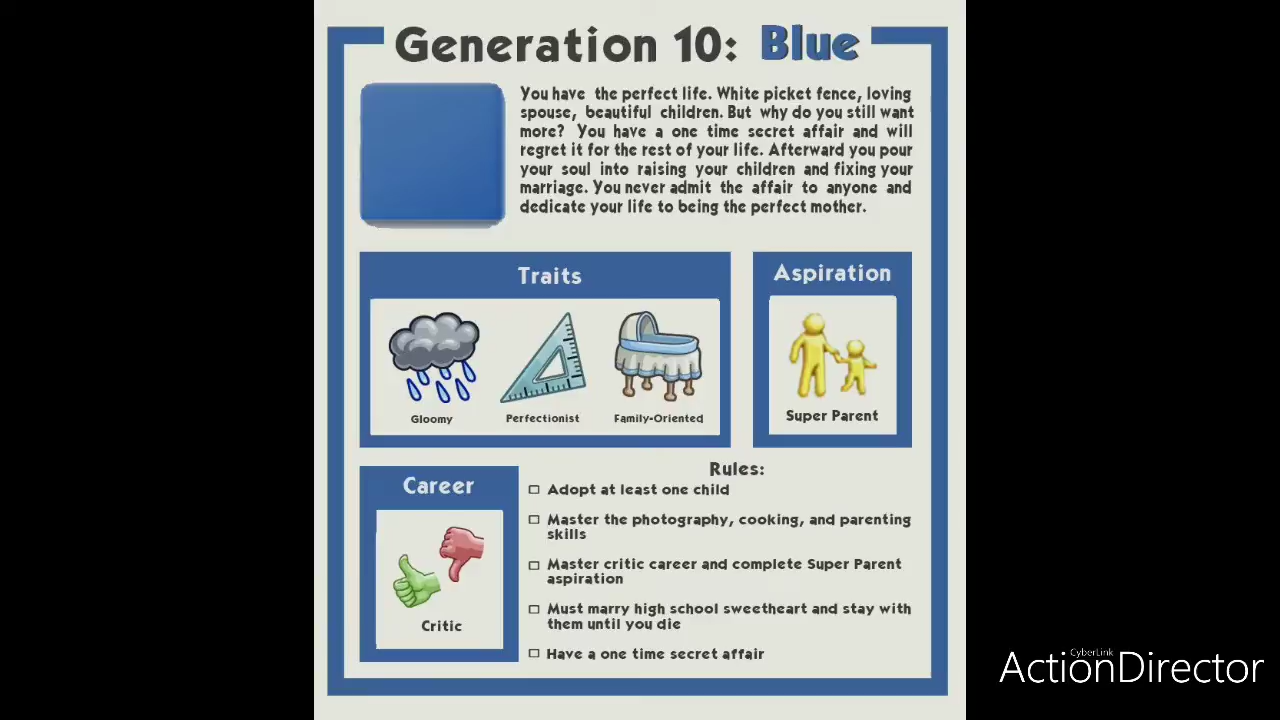 Generation 10: Blue
You have the perfect life. White picket fence, loving
spouse, beautiful children. But why do you still want
more? You have a one time secret affair and will
regret it for the rest of your life. Afterward you pour
your soul into raising your children and fixing your
marriage. You never admit the affair to anyone and
dedicate your life to being the perfect mother.
Traits
Gloomy
Perfectionist
Family-Oriented
Aspiration
Super Parent
Career
Critic
Rules:
Adopt at least one child
Master the photography, cooking, and parenting
skills
Master critic career and complete Super Parent
aspiration
Must marry high school sweetheart and stay with
them until you die
Have a one time secret affair
CyberLink
ActionDirector